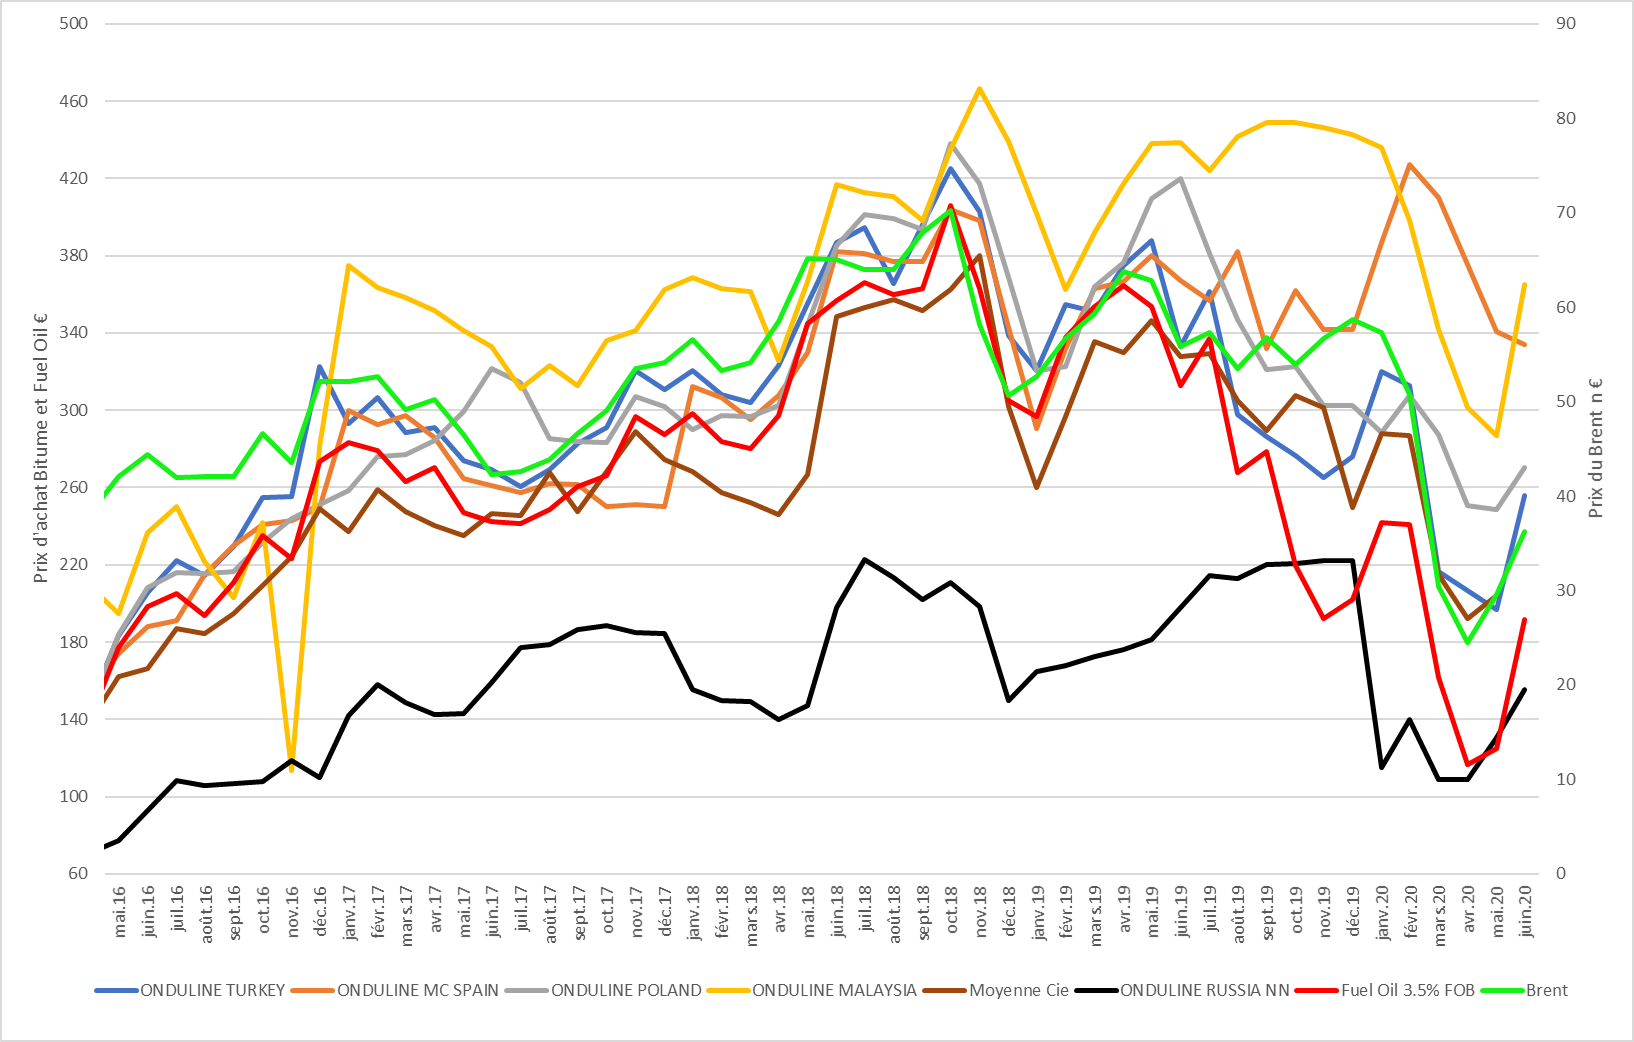 500
460
420
380
340
300
260
220
180
140
100
60
Prix d'achat Bitume et Fuel Oil €
90
80
70
60
50
40
30
20
10
0
Prix du Brent n €
mai.16
juin.16
juil.16
août.16
sept.16
oct.16
nov.16
déc.16
janv.17
févr.17
mars.17
avr.17
mai.17
juin.17
juil.17
août.17
sept.17
oct.17
nov.17
déc.17
janv.18
févr.18
mars.18
avr.18
mai.18
juin.18
juil.18
août.18
sept.18
oct.18
nov.18
déc.18
janv.19
févr.19
mars.19
avr.19
mai.19
juin.19
juil.19
août.19
sept.19
oct.19
nov.19
déc.19
janv.20
févr.20
mars.20
avr.20
mai.20
juin.20
ONDULINE TURKEY ONDULINE MC SPAIN ONDULINE POLAND ONDULINE MALAYSIA Moyenne Cie ONDULINE RUSSIA NN Fuel Oil 3.5% FOB Brent